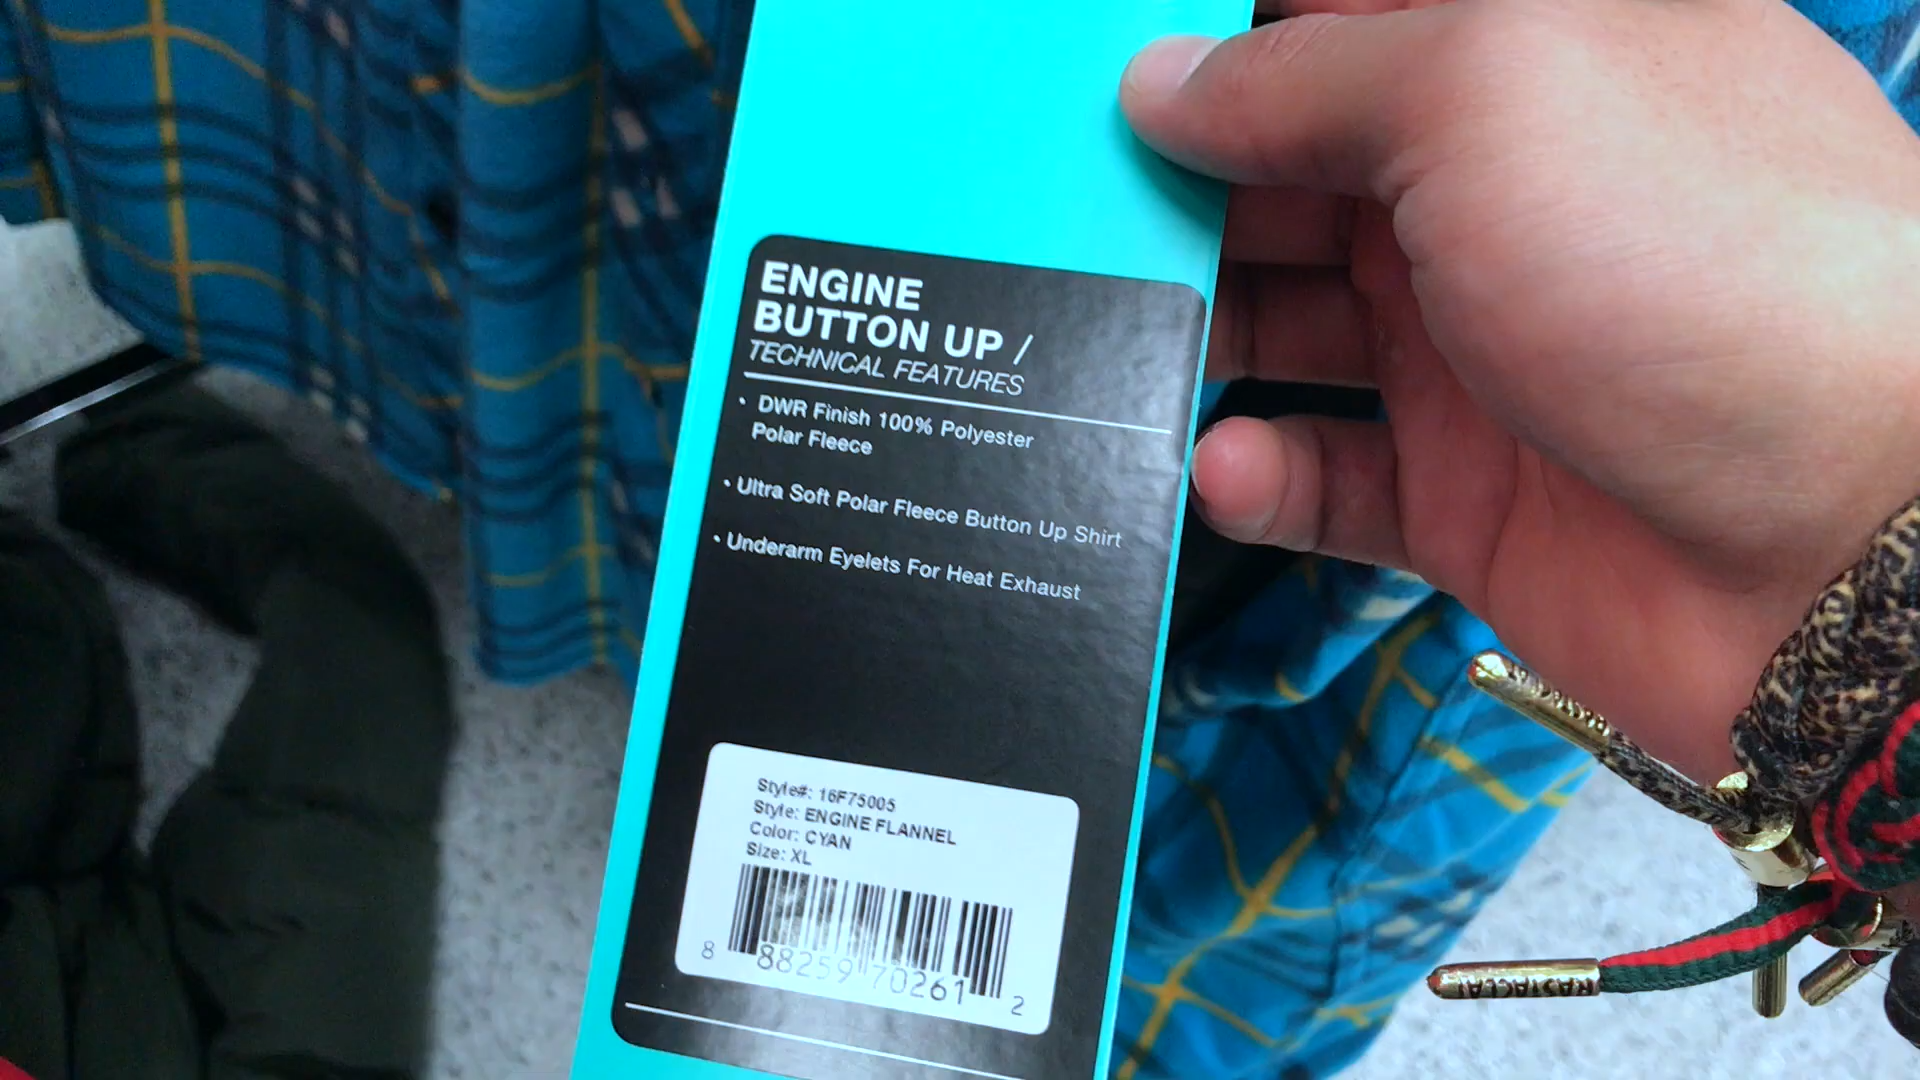 ENGINE
BUTTON UP /
TECHNICAL FEATURES
• DWR Finish 100% Polyester
Polar Fleece
• Ultra Soft Polar Fleece Button Up Shirt
• Underarm Eyelets For Heat Exhaust
Style#: 16F75005
Style: ENGINE FLANNEL
Color: CYAN
Size: XL
8 88259 70261 2
RASTACLAT